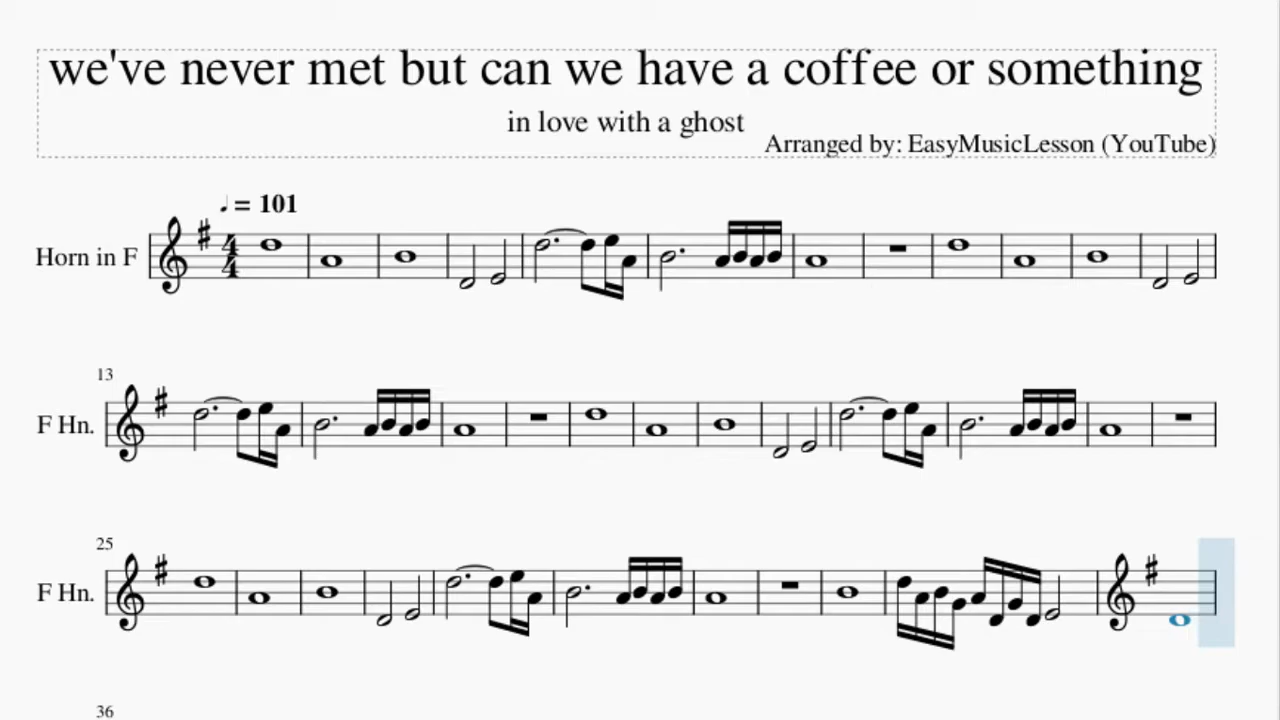 we've never met but can we have a coffee or something
in love with a ghost
Arranged by: EasyMusicLesson (YouTube)
♩ = 101
Horn in F
4
4
13
F Hn.
25
F Hn.
36